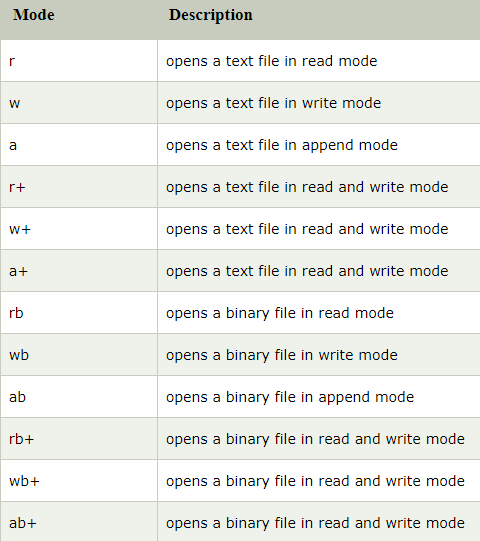 Mode Description
r opens a text file in read mode
w opens a text file in write mode
a opens a text file in append mode
r+ opens a text file in read and write mode
w+ opens a text file in read and write mode
a+ opens a text file in read and write mode
rb opens a binary file in read mode
wb opens a binary file in write mode
ab opens a binary file in append mode
rb+ opens a binary file in read and write mode
wb+ opens a binary file in read and write mode
ab+ opens a binary file in read and write mode